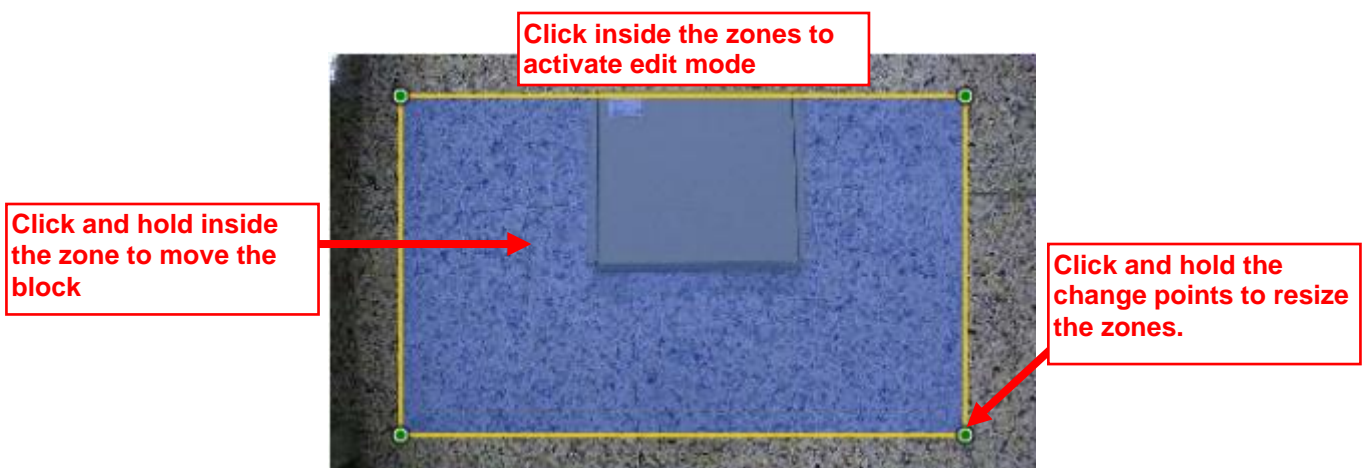 Click inside the zones to
activate edit mode
Click and hold inside
the zone to move the
block
Click and hold the
change points to resize
the zones.